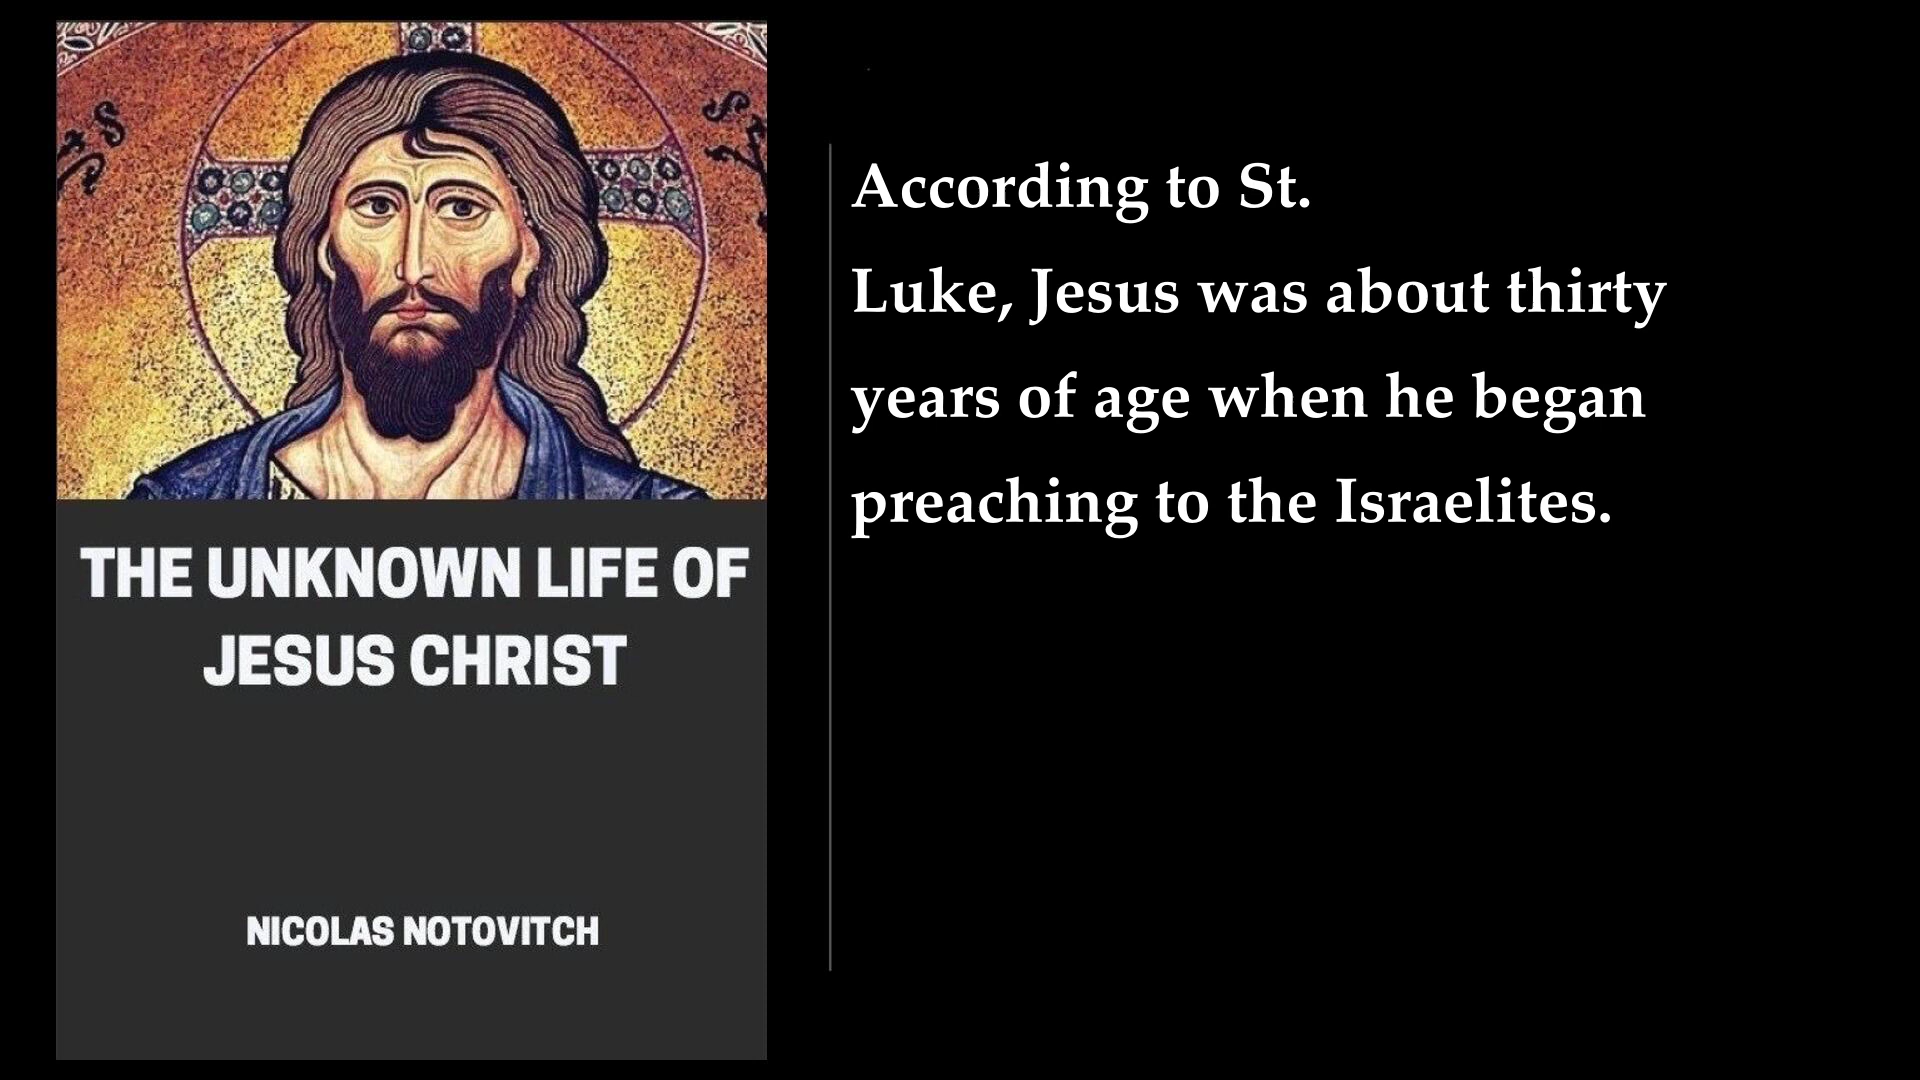 THE UNKNOWN LIFE OF
JESUS CHRIST
NICOLAS NOTOVITCH
According to St.
Luke, Jesus was about thirty
years of age when he began
preaching to the Israelites.